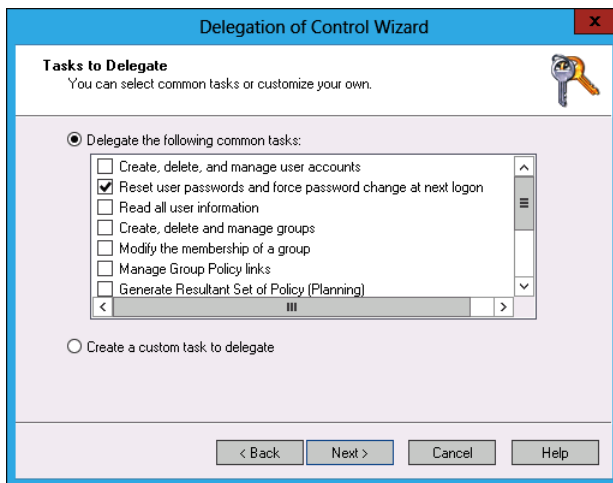 Delegation of Control Wizard
x
Tasks to Delegate
You can select common tasks or customize your own.
Delegate the following common tasks:
Create, delete, and manage user accounts
Reset user passwords and force password change at next logon
Read all user information
Create, delete and manage groups
Modify the membership of a group
Manage Group Policy links
Generate Resultant Set of Policy (Planning)
Create a custom task to delegate
< Back Next > Cancel Help